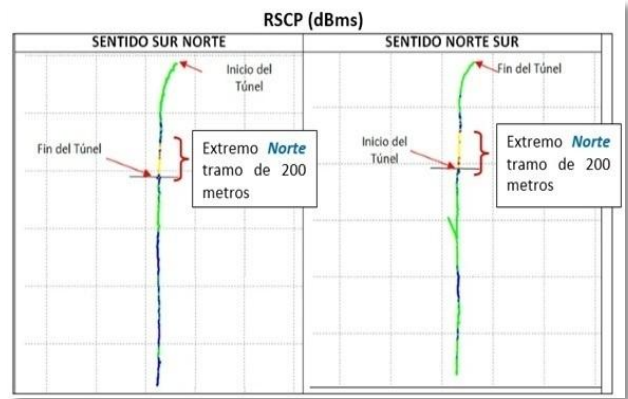 RSCP (dBms)
SENTIDO SUR NORTE
Inicio del
Túnel
Fin del Túnel
Extremo Norte
tramo de 200
metros
SENTIDO NORTE SUR
Fin del Túnel
Inicio del
Túnel
Extremo Norte
tramo de 200
metros